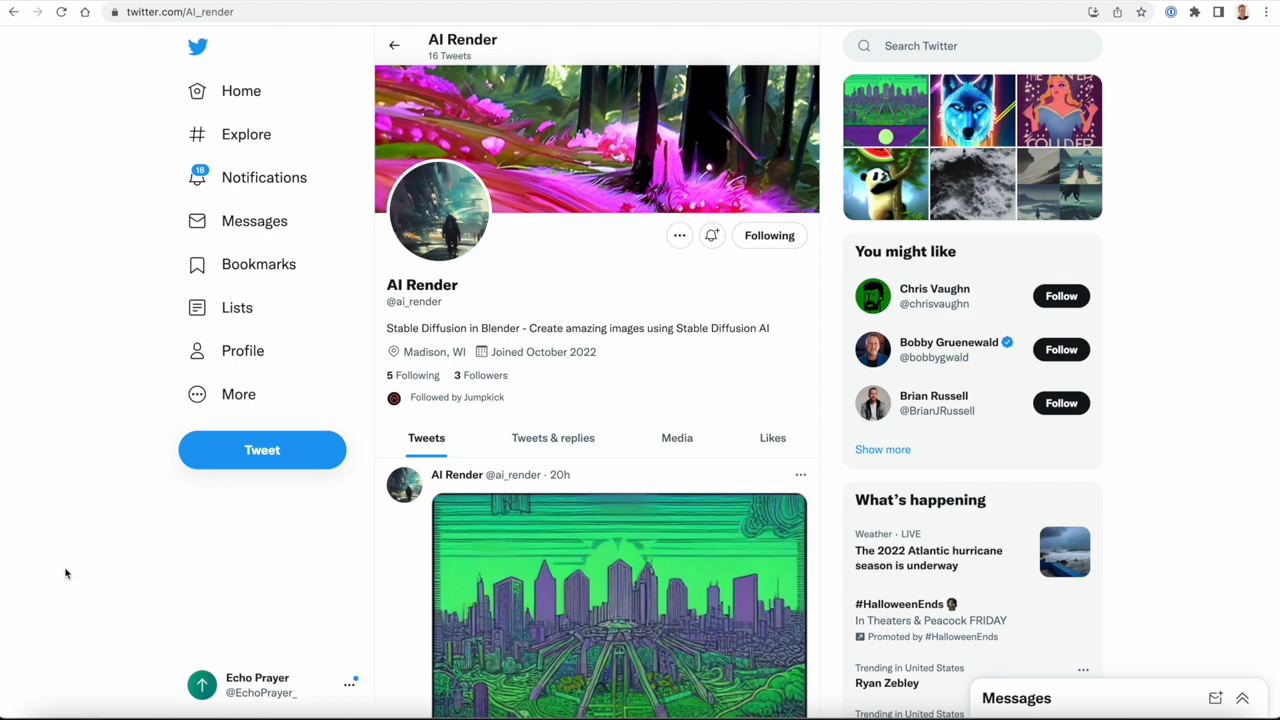 twitter.com/AI_render
AI Render
16 Tweets
Search Twitter
Home
Explore
18
Notifications
Messages
Bookmarks
Lists
Profile
More
Tweet
Echo Prayer
@EchoPrayer_
Following
AI Render
@ai_render
Stable Diffusion in Blender - Create amazing images using Stable Diffusion AI
Madison, WI Joined October 2022
5 Following 3 Followers
Followed by Jumpkick
Tweets Tweets & replies Media Likes
AI Render @ai_render · 20h
COLLIDER
You might like
Chris Vaughn
@chrisvaughn
Follow
Bobby Gruenewald
@bobbygwald
Follow
Brian Russell
@BrianJRussell
Follow
Show more
What's happening
Weather · LIVE
The 2022 Atlantic hurricane
season is underway
#HalloweenEnds
In Theaters & Peacock FRIDAY
Promoted by #HalloweenEnds
Trending in United States
Ryan Zebley
Trending in United States
Messages